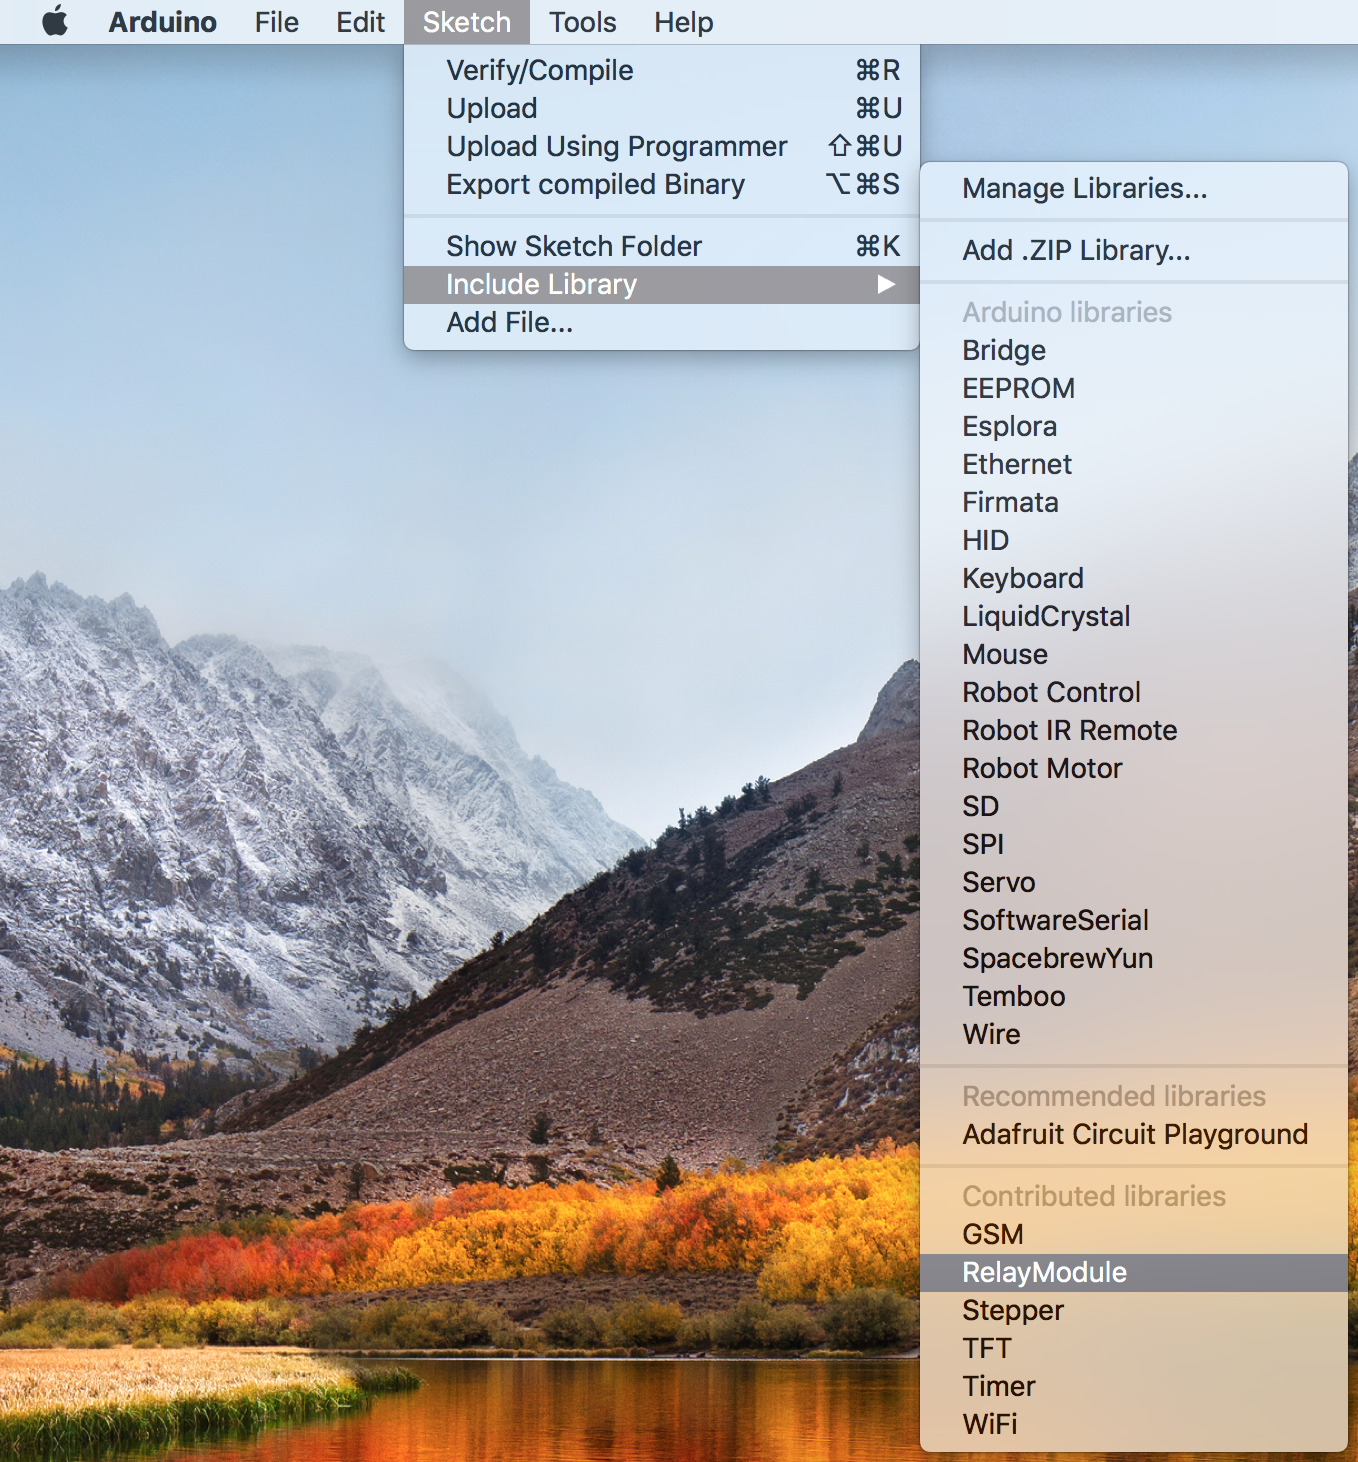 Arduino File Edit Sketch Tools Help
Verify/Compile ⌘R
Upload ⌘U
Upload Using Programmer ⇧⌘U
Export compiled Binary ⌥⌘S
Show Sketch Folder ⌘K
Include Library ▶
Add File...
Manage Libraries...
Add .ZIP Library...
Arduino libraries
Bridge
EEPROM
Esplora
Ethernet
Firmata
HID
Keyboard
LiquidCrystal
Mouse
Robot Control
Robot IR Remote
Robot Motor
SD
SPI
Servo
SoftwareSerial
SpacebrewYun
Temboo
Wire
Recommended libraries
Adafruit Circuit Playground
Contributed libraries
GSM
RelayModule
Stepper
TFT
Timer
WiFi